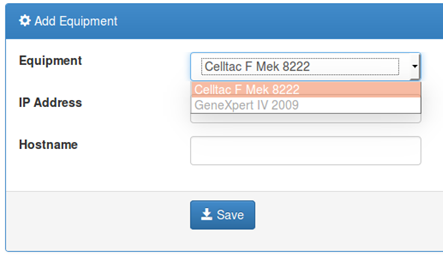 Add Equipment
Equipment
Celltac F Mek 8222
Celltac F Mek 8222
GeneXpert IV 2009
IP Address
Hostname
Save